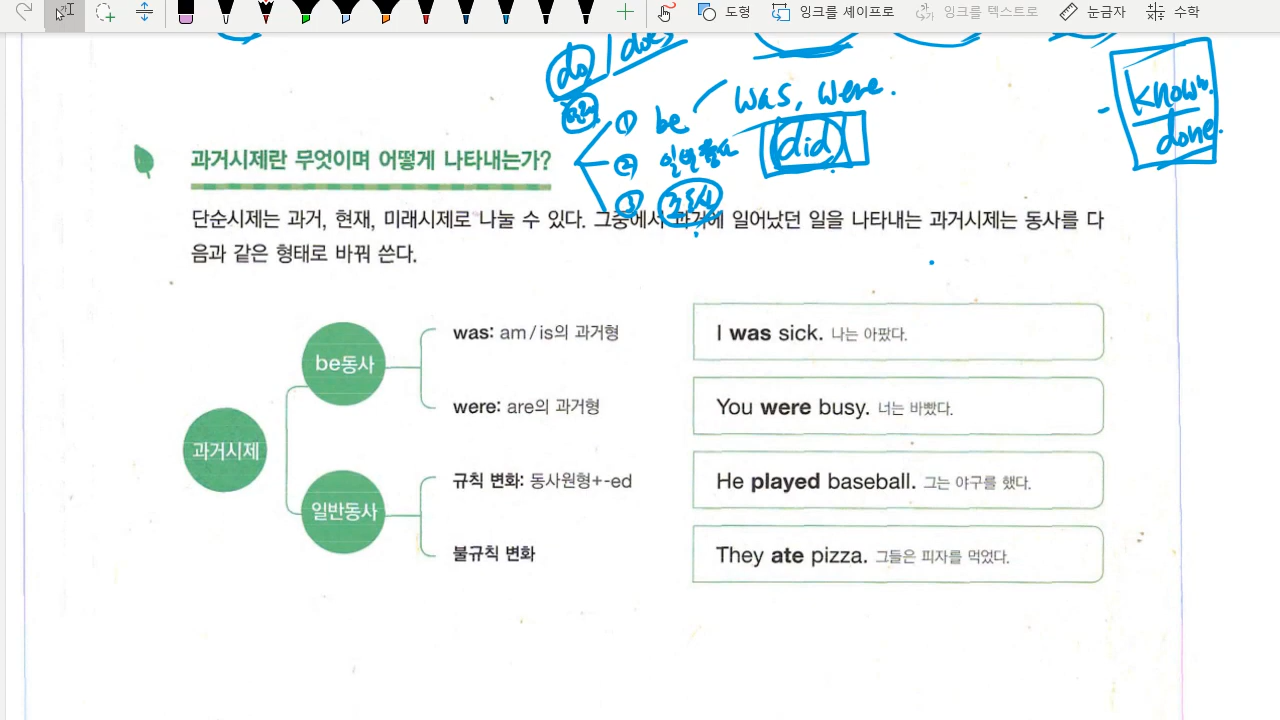 도형
잉크를 셰이프로
잉크를 텍스트로
눈금자
수학
do / does
① be
was, were.
② 일반동사
did
③ 조동사
known.
done.
과거시제란 무엇이며 어떻게 나타내는가?
단순시제는 과거, 현재, 미래시제로 나눌 수 있다. 그중에서 과거에 일어났던 일을 나타내는 과거시제는 동사를 다
음과 같은 형태로 바꿔 쓴다.
과거시제
be동사
was: am / is의 과거형
I was sick. 나는 아팠다.
were: are의 과거형
You were busy. 너는 바빴다.
일반동사
규칙 변화: 동사원형+-ed
He played baseball. 그는 야구를 했다.
불규칙 변화
They ate pizza. 그들은 피자를 먹었다.